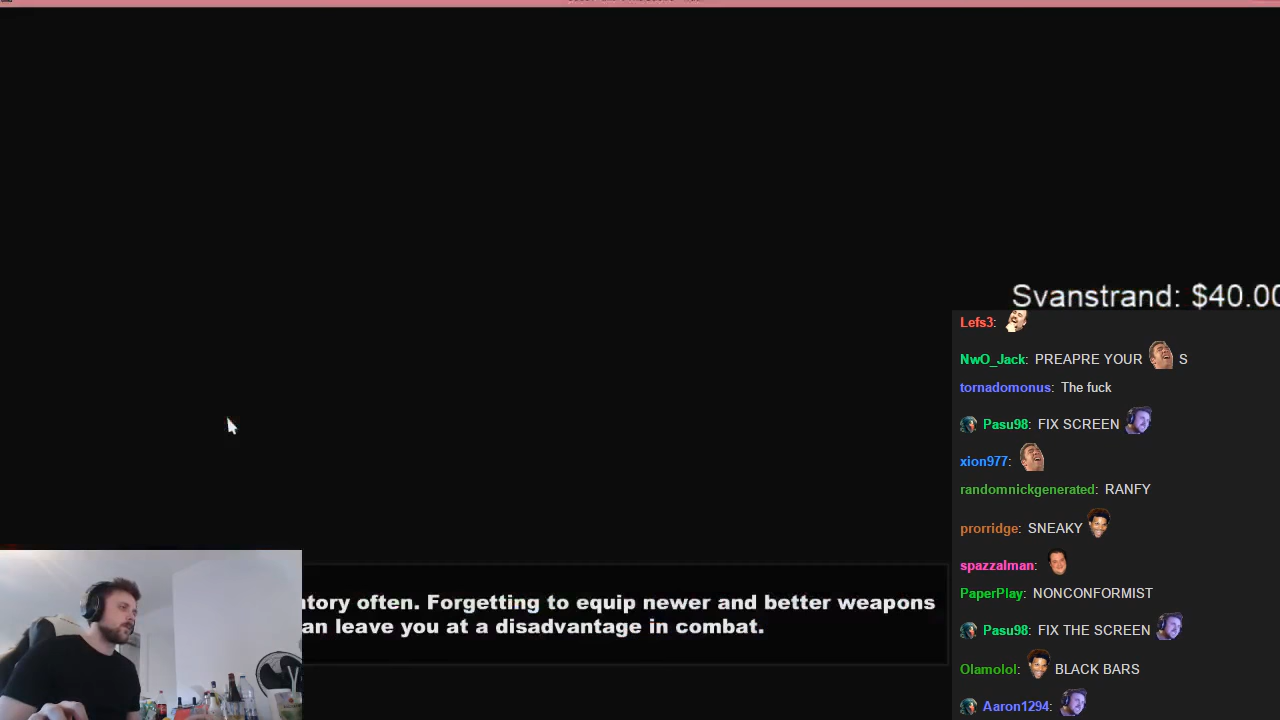 Svanstrand: $40.00
Lefs3:
NwO_Jack: PREAPRE YOUR S
tornadomonus: The fuck
Pasu98: FIX SCREEN
xion977:
randomnickgenerated: RANFY
prorridge: SNEAKY
spazzalman:
PaperPlay: NONCONFORMIST
Pasu98: FIX THE SCREEN
Olamolol: BLACK BARS
Aaron1294:
ntory often. Forgetting to equip newer and better weapons
an leave you at a disadvantage in combat.